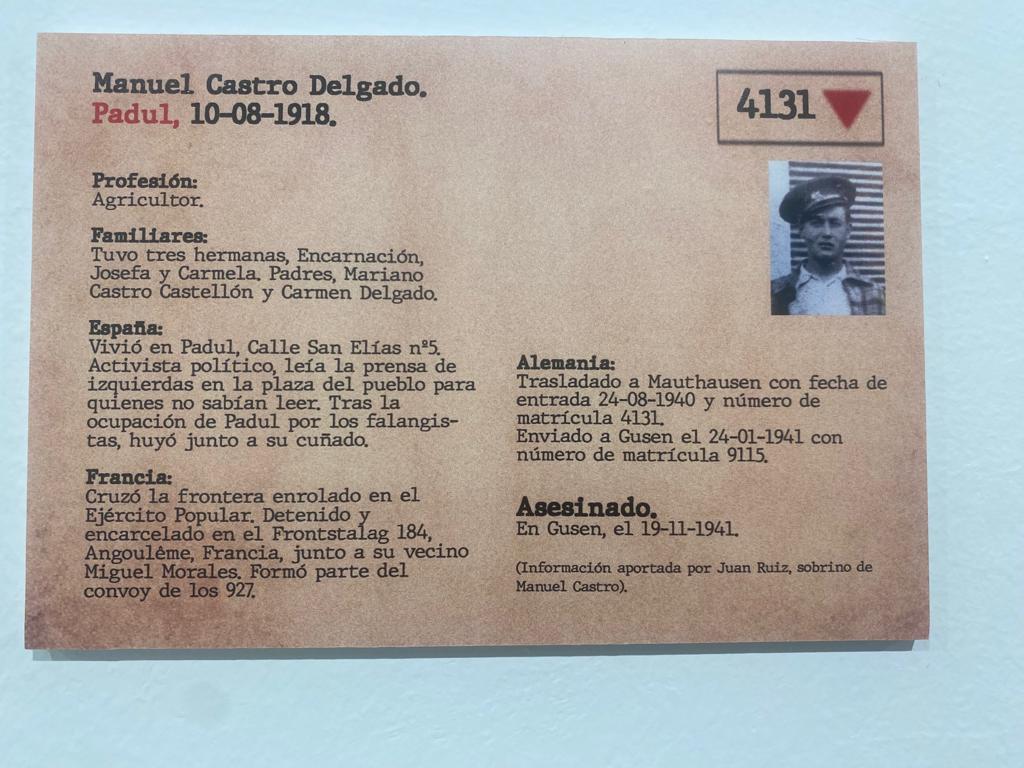 Manuel Castro Delgado.
Padul, 10-08-1918.
4131
Profesión:
Agricultor.
Familiares:
Tuvo tres hermanas, Encarnación,
Josefa y Carmela. Padres, Mariano
Castro Castellón y Carmen Delgado.
España:
Vivió en Padul, Calle San Elías nº5.
Activista político, leía la prensa de
izquierdas en la plaza del pueblo para
quienes no sabían leer. Tras la
ocupación de Padul por los falangis-
tas, huyó junto a su cuñado.
Francia:
Cruzó la frontera enrolado en el
Ejército Popular. Detenido y
encarcelado en el Frontstalag 184,
Angoulême, Francia, junto a su vecino
Miguel Morales. Formó parte del
convoy de los 927.
Alemania:
Trasladado a Mauthausen con fecha de
entrada 24-08-1940 y número de
matrícula 4131.
Enviado a Gusen el 24-01-1941 con
número de matrícula 9115.
Asesinado.
En Gusen, el 19-11-1941.
(Información aportada por Juan Ruiz, sobrino de
Manuel Castro).